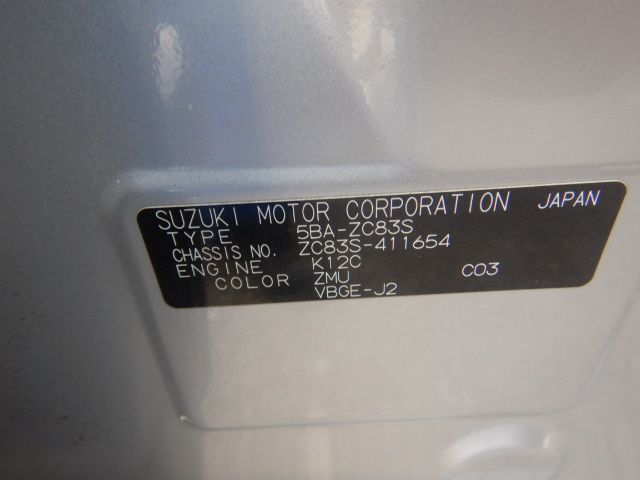 SUZUKI MOTOR CORPORATION JAPAN
TYPE 5BA-ZC83S
CHASSIS NO. ZC83S-411654
ENGINE K12C
COLOR ZMU C03
VBGE-J2